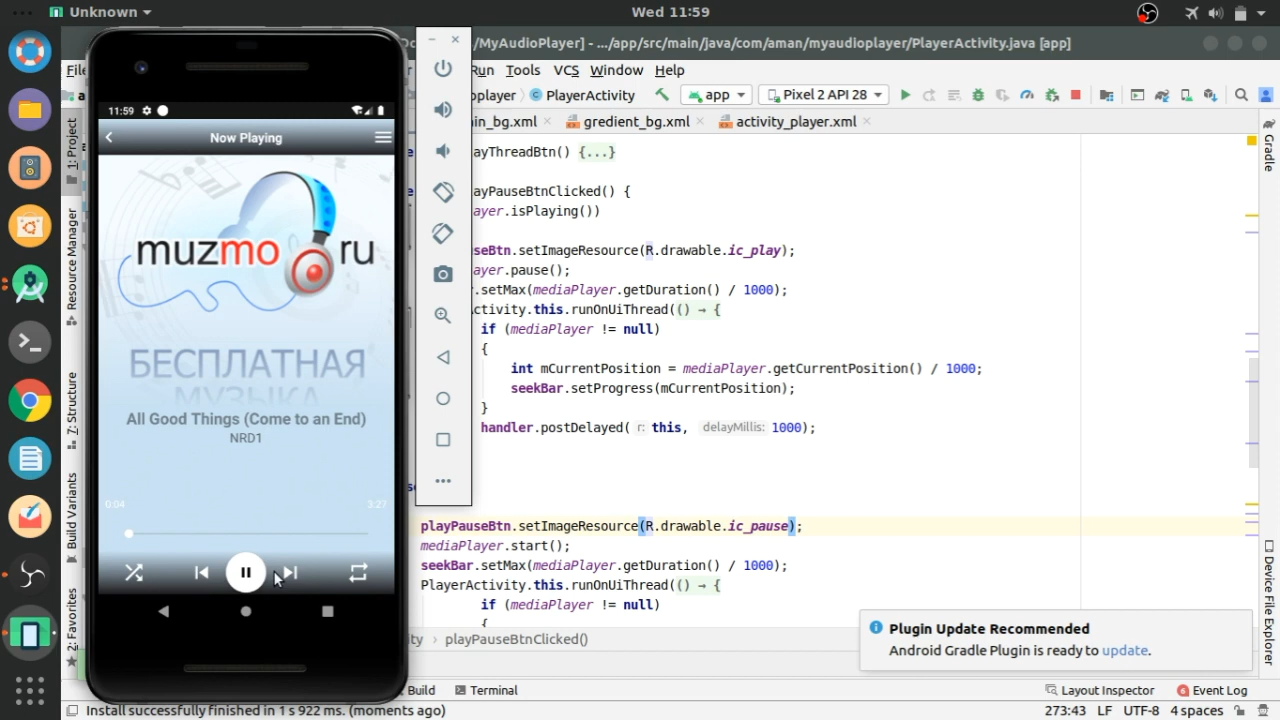 Unknown
Wed 11:59
/MyAudioPlayer] - .../app/src/main/java/com/aman/myaudioplayer/PlayerActivity.java [app]
File
Run Tools VCS Window Help
oplayer
PlayerActivity
app
Pixel 2 API 28
in_bg.xml
gredient_bg.xml
activity_player.xml
1: Project
Resource Manager
7: Structure
Build Variants
2: Favorites
Gradle
Device File Explorer
11:59
Now Playing
muzmo ru
БЕСПЛАТНАЯ
МУЗЫКА
All Good Things (Come to an End)
NRD1
0:04
3:27
ayThreadBtn() {...}
ayPauseBtnClicked() {
ayer.isPlaying())
seBtn.setImageResource(R.drawable.ic_play);
ayer.pause();
.setMax(mediaPlayer.getDuration() / 1000);
ctivity.this.runOnUiThread(() → {
if (mediaPlayer != null)
{
int mCurrentPosition = mediaPlayer.getCurrentPosition() / 1000;
seekBar.setProgress(mCurrentPosition);
}
handler.postDelayed( r: this, delayMillis: 1000);
playPauseBtn.setImageResource(R.drawable.ic_pause);
mediaPlayer.start();
seekBar.setMax(mediaPlayer.getDuration() / 1000);
PlayerActivity.this.runOnUiThread(() → {
if (mediaPlayer != null)
{
ity › playPauseBtnClicked()
Plugin Update Recommended
Android Gradle Plugin is ready to update.
Build
Terminal
Layout Inspector
6 Event Log
Install successfully finished in 1 s 922 ms. (moments ago)
273:43 LF UTF-8 4 spaces